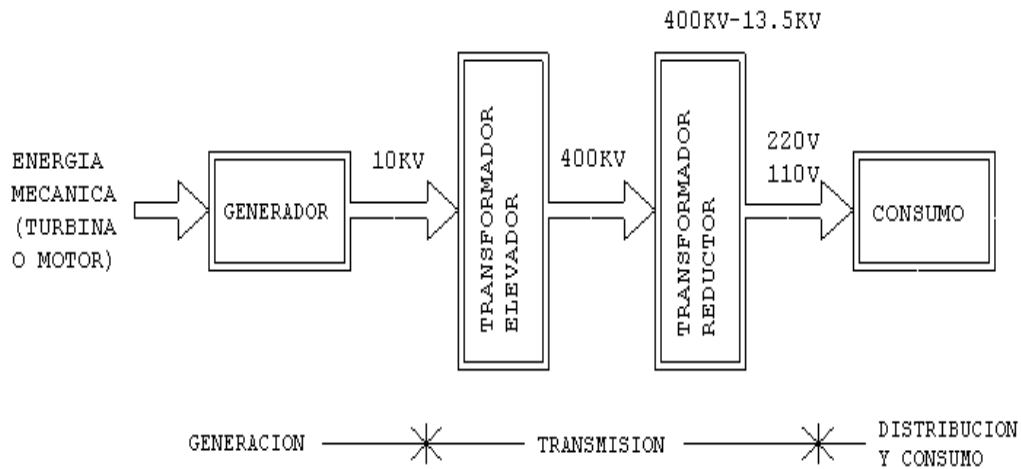 400KV-13.5KV
ENERGIA
MECANICA
(TURBINA
O MOTOR)
GENERADOR
10KV
TRANSFORMADOR
ELEVADOR
400KV
TRANSFORMADOR
REDUCTOR
220V
110V
CONSUMO
GENERACION
TRANSMISION
DISTRIBUCION
Y CONSUMO